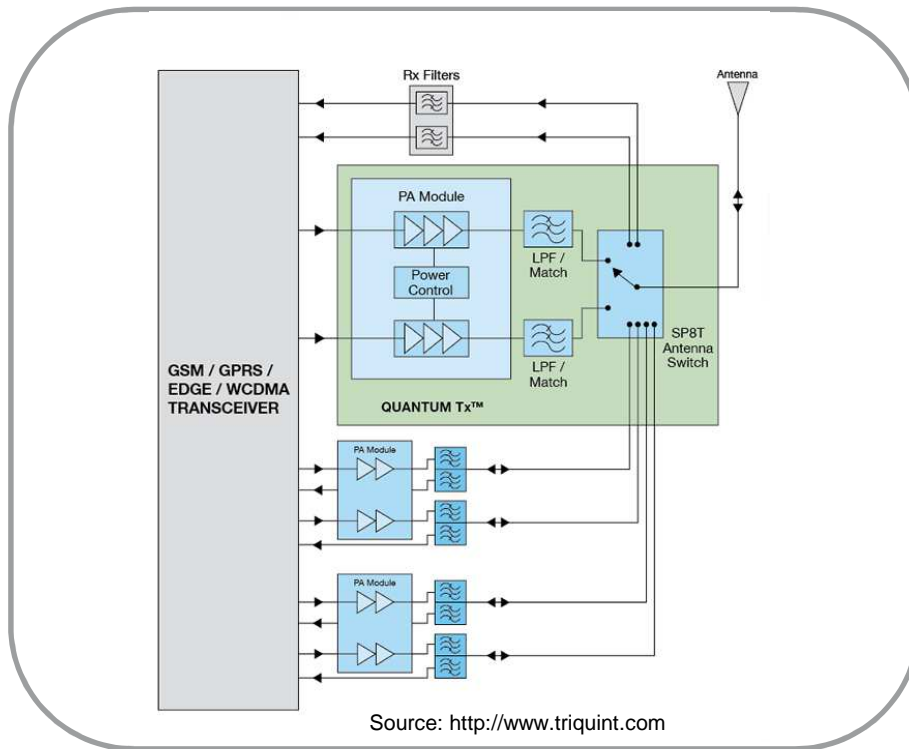 Rx Filters
Antenna
PA Module
LPF /
Match
Power
Control
LPF /
Match
SP8T
Antenna
Switch
GSM / GPRS /
EDGE / WCDMA
TRANSCEIVER
QUANTUM Tx™
PA Module
PA Module
Source: http://www.triquint.com